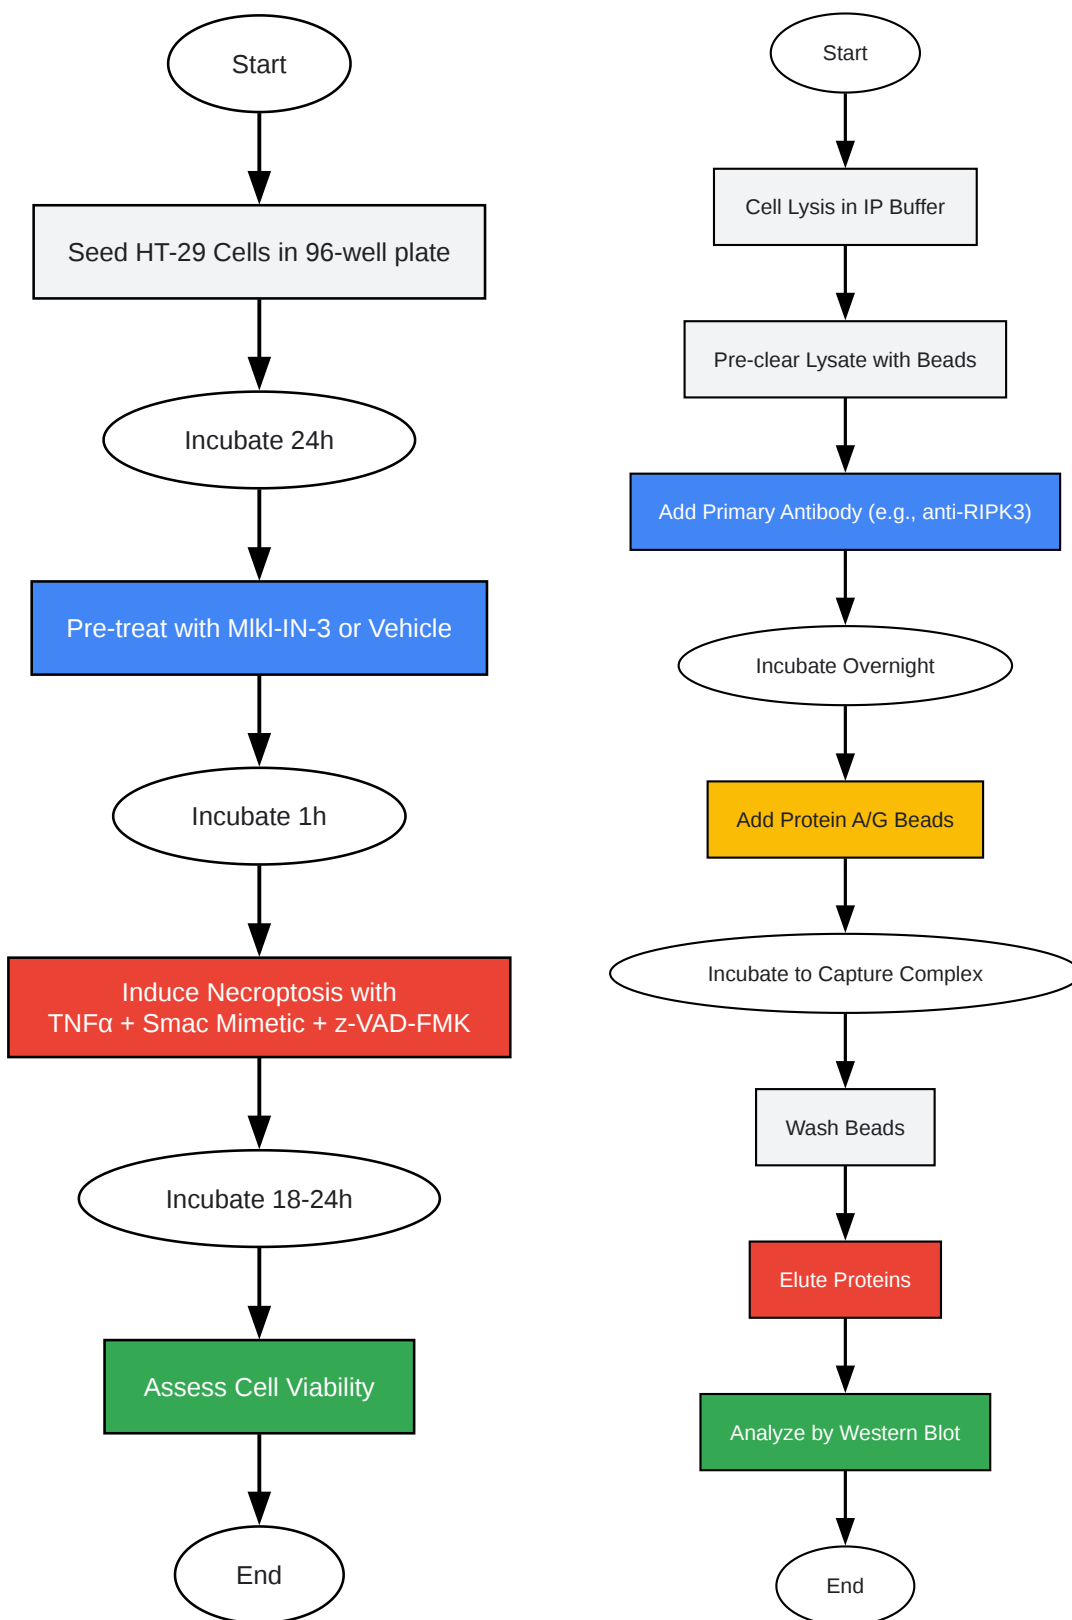 Start
Seed HT-29 Cells in 96-well plate
Incubate 24h
Pre-treat with Mlkl-IN-3 or Vehicle
Incubate 1h
Induce Necroptosis with
TNFα + Smac Mimetic + z-VAD-FMK
Incubate 18-24h
Assess Cell Viability
End
Start
Cell Lysis in IP Buffer
Pre-clear Lysate with Beads
Add Primary Antibody (e.g., anti-RIPK3)
Incubate Overnight
Add Protein A/G Beads
Incubate to Capture Complex
Wash Beads
Elute Proteins
Analyze by Western Blot
End